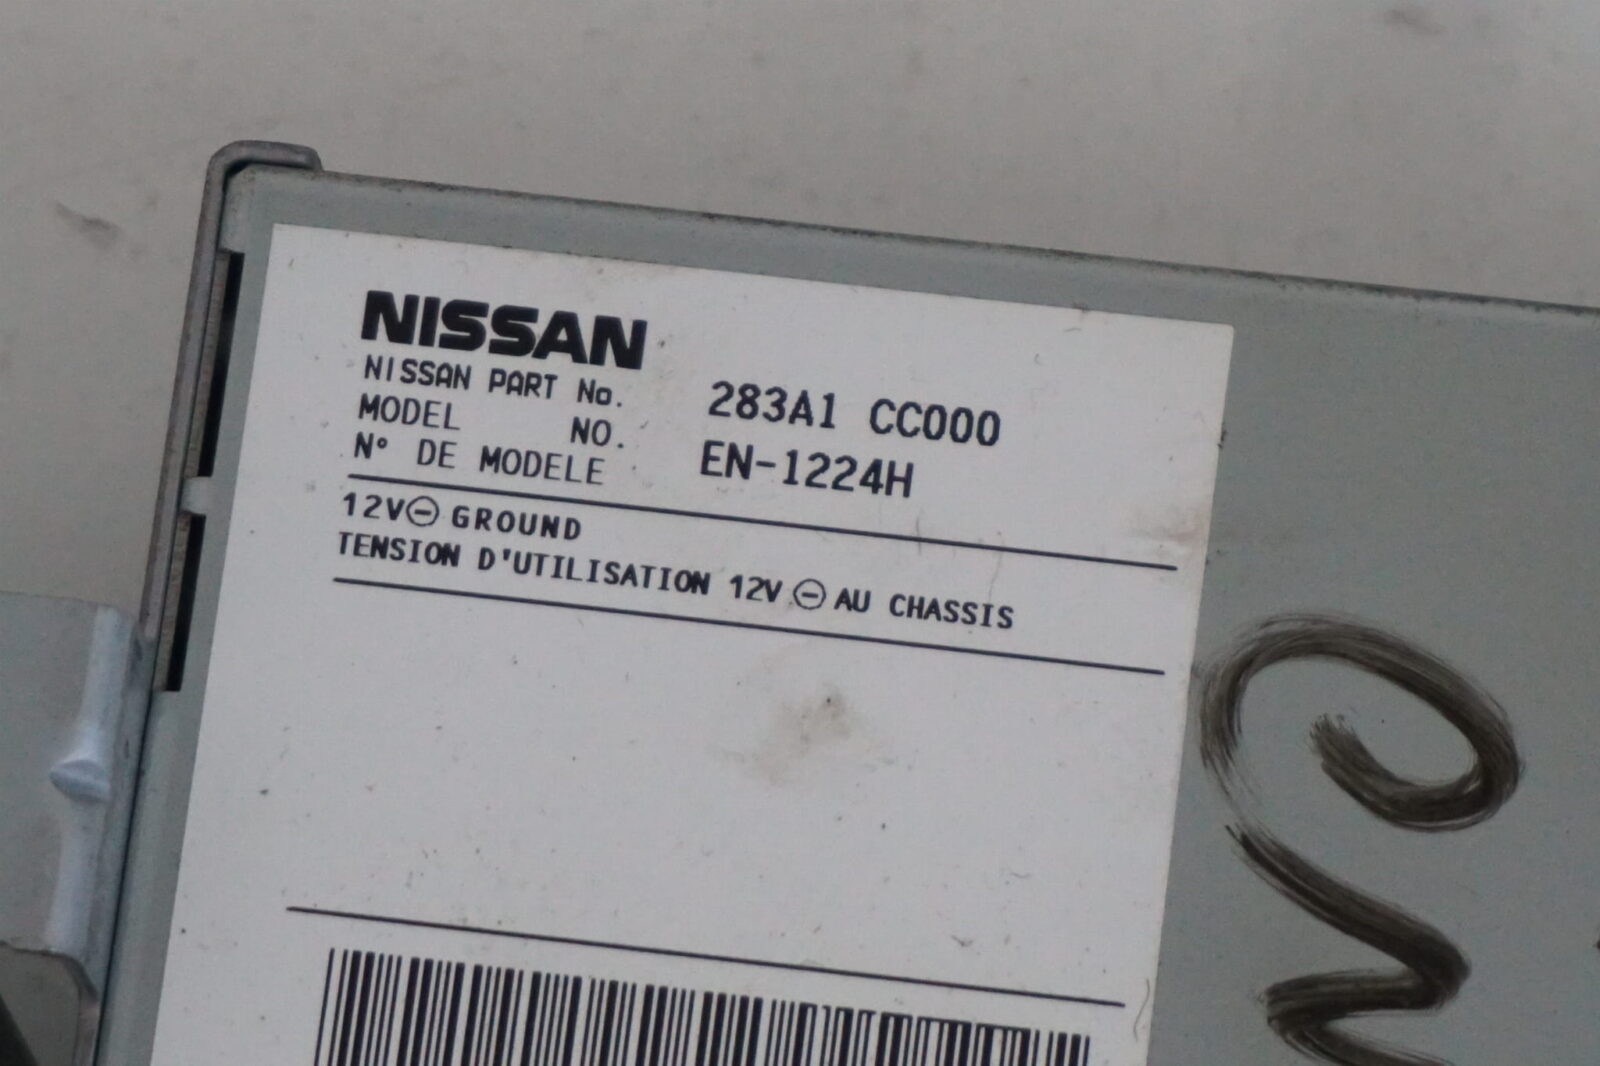 NISSAN
NISSAN PART No. 283A1 CC000
MODEL NO. EN-1224H
N° DE MODELE
12V⊖ GROUND
TENSION D'UTILISATION 12V ⊖ AU CHASSIS